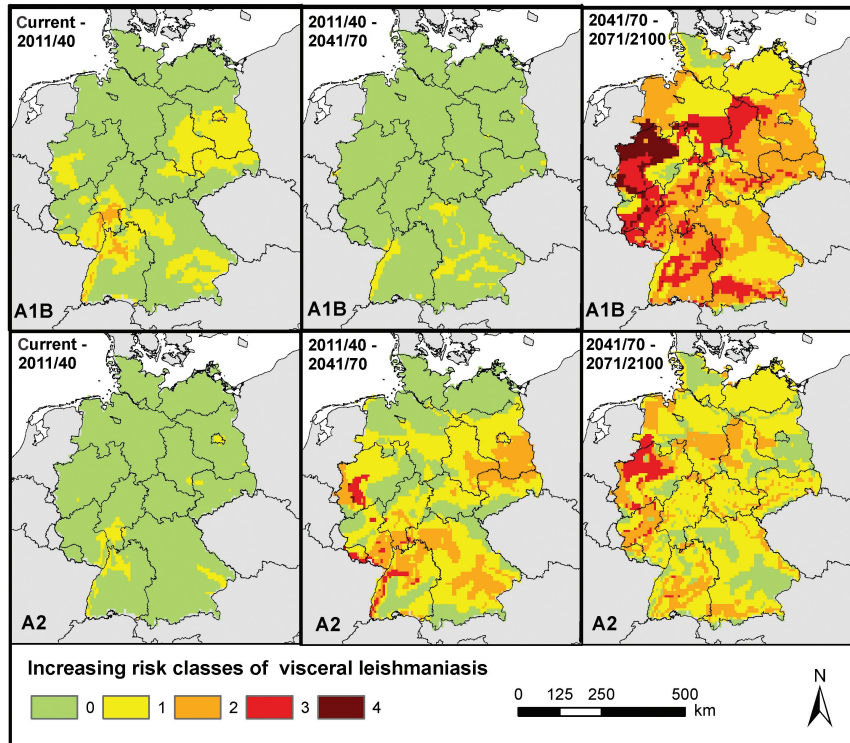 Current -
2011/40
A1B
2011/40 -
2041/70
A1B
2041/70 -
2071/2100
A1B
Current -
2011/40
A2
2011/40 -
2041/70
A2
2041/70 -
2071/2100
A2
Increasing risk classes of visceral leishmaniasis
0 1 2 3 4
0 125 250 500
km
N